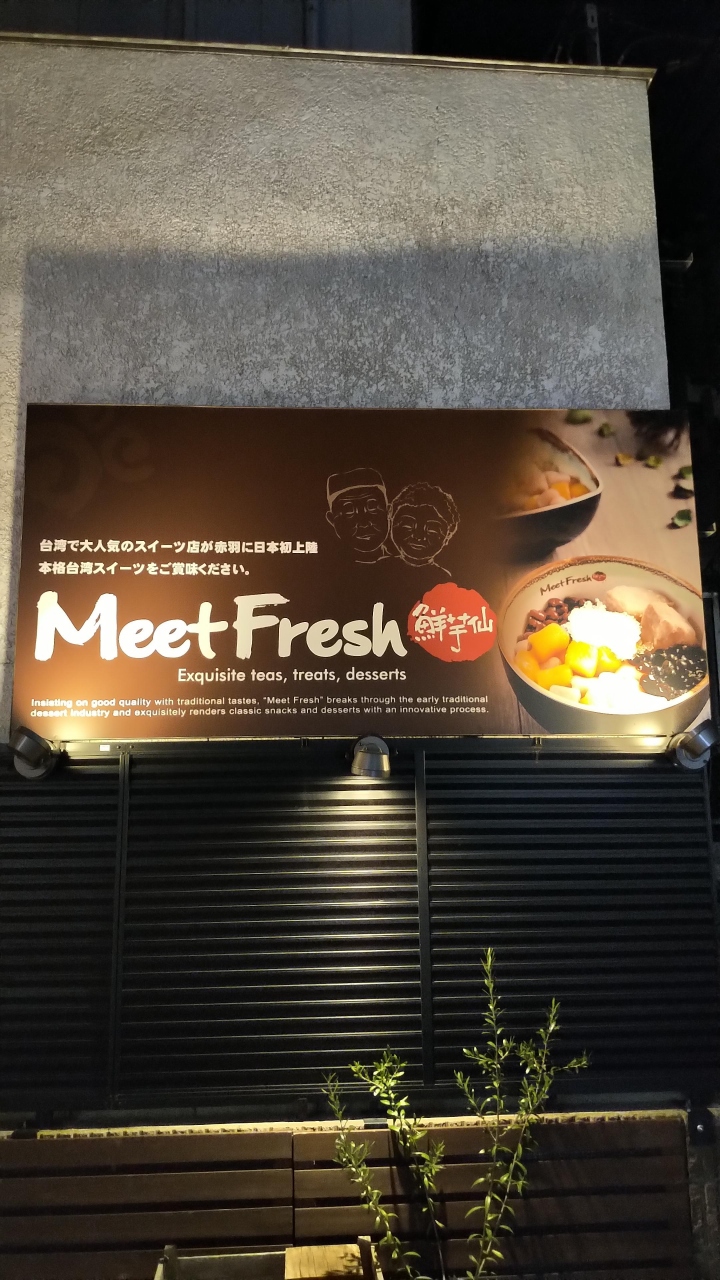 台湾で大人気のスイーツ店が赤羽に日本初上陸
本格台湾スイーツをご賞味ください。
Meet Fresh 鮮芋仙
Exquisite teas, treats, desserts
Insisting on good quality with traditional tastes, "Meet Fresh" breaks through the early traditional
dessert industry and exquisitely renders classic snacks and desserts with an innovative process.
Meet Fresh